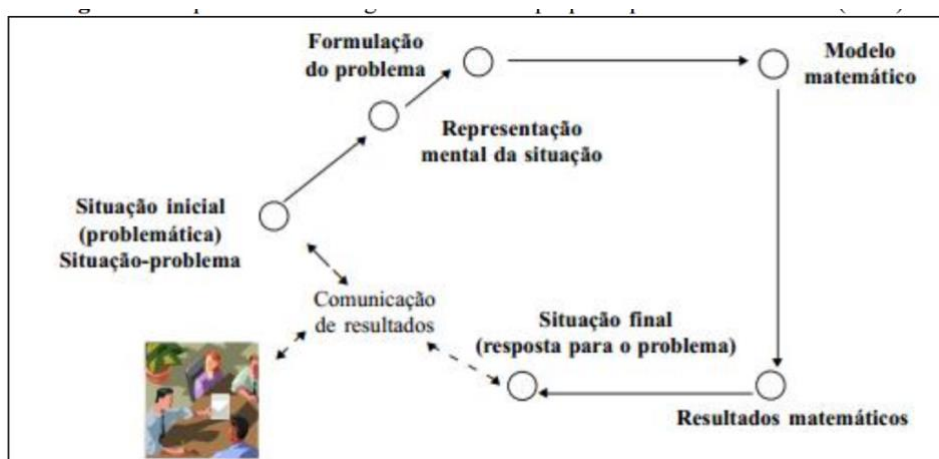 Formulação
do problema
Modelo
matemático
Representação
mental da situação
Situação inicial
(problemática)
Situação-problema
Comunicação
de resultados
Situação final
(resposta para o problema)
Resultados matemáticos